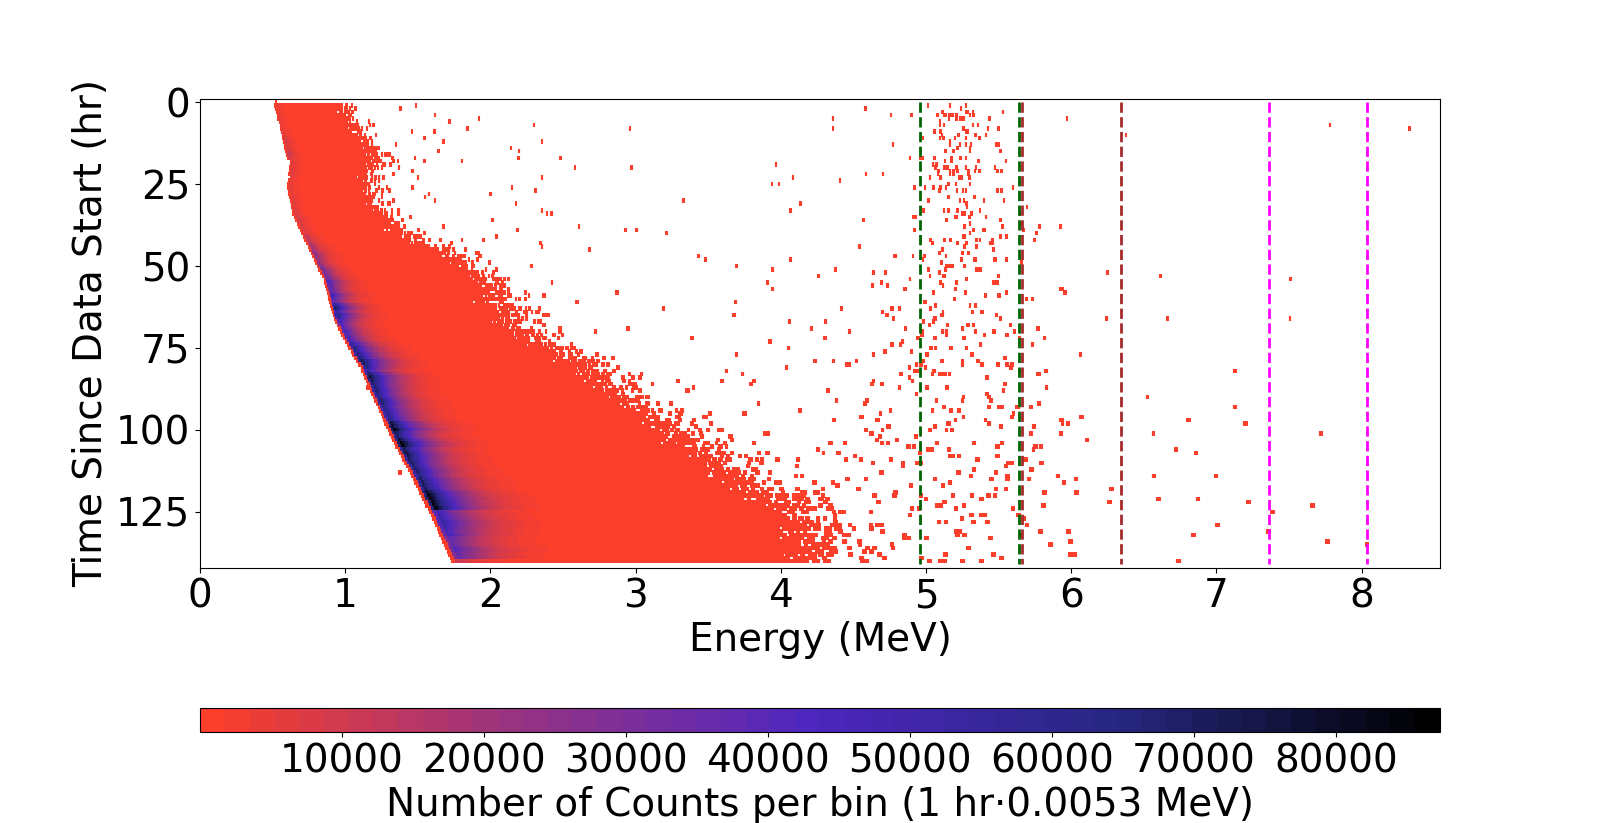 Time Since Data Start (hr)
0
25
50
75
100
125
0 1 2 3 4 5 6 7 8
Energy (MeV)
10000 20000 30000 40000 50000 60000 70000 80000
Number of Counts per bin (1 hr·0.0053 MeV)